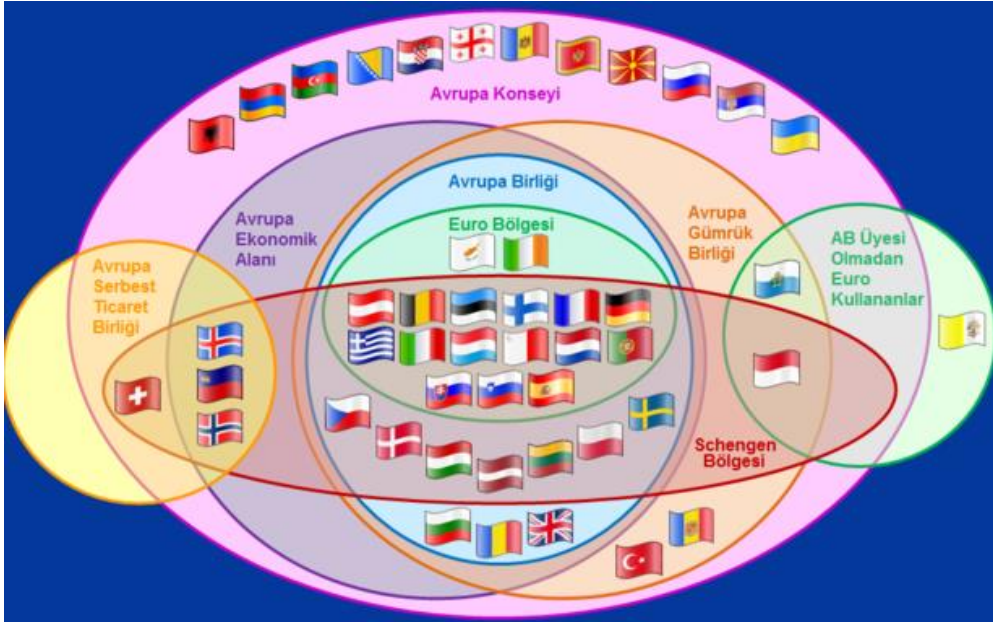 Avrupa Konseyi
Avrupa Birliği
Euro Bölgesi
Avrupa
Ekonomik
Alanı
Avrupa
Gümrük
Birliği
AB Üyesi
Olmadan
Euro
Kullananlar
Avrupa
Serbest
Ticaret
Birliği
Schengen
Bölgesi